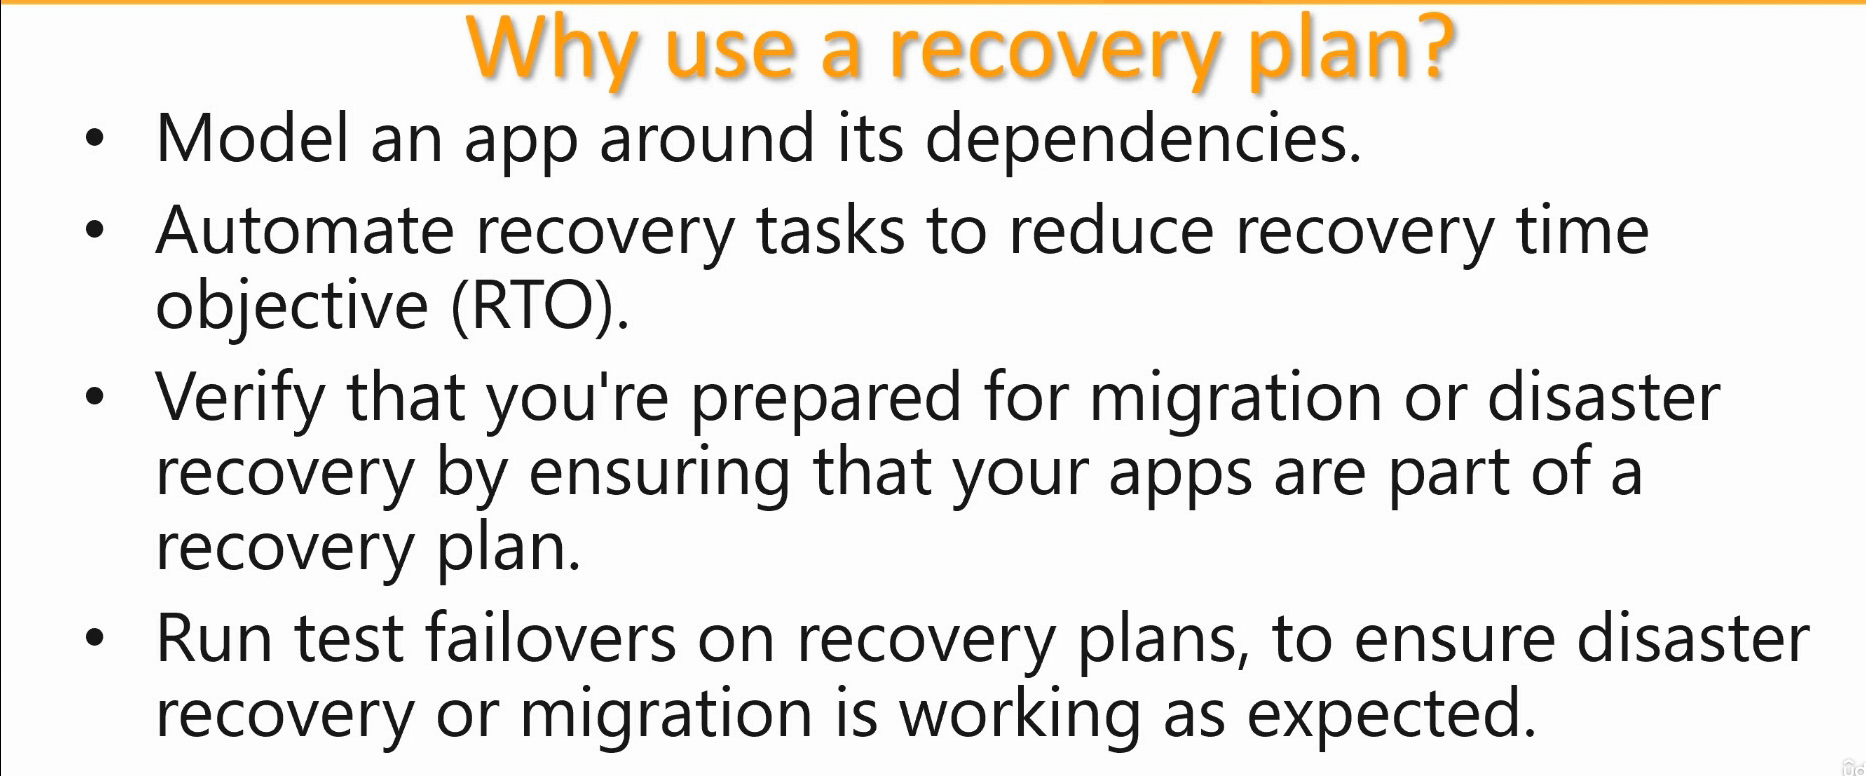 Why use a recovery plan?
• Model an app around its dependencies.
• Automate recovery tasks to reduce recovery time
objective (RTO).
• Verify that you're prepared for migration or disaster
recovery by ensuring that your apps are part of a
recovery plan.
• Run test failovers on recovery plans, to ensure disaster
recovery or migration is working as expected.